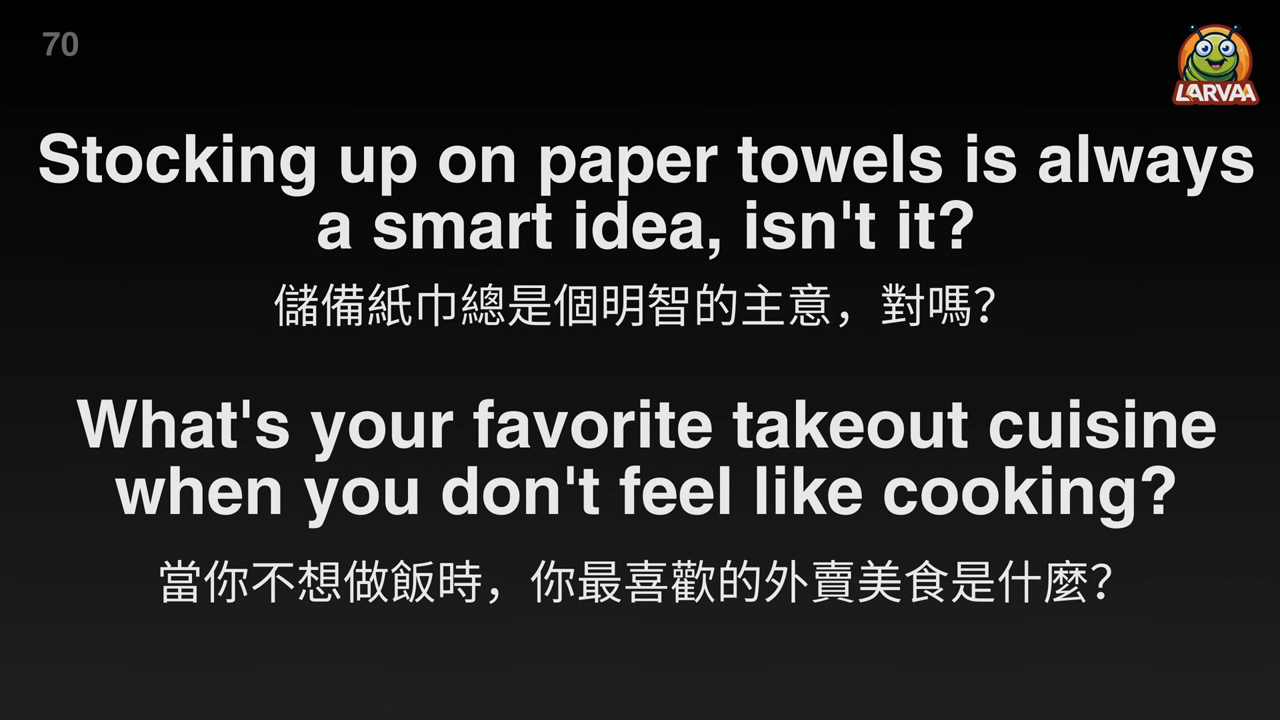 70
LARVAA
Stocking up on paper towels is always
a smart idea, isn't it?
儲備紙巾總是個明智的主意，對嗎？
What's your favorite takeout cuisine
when you don't feel like cooking?
當你不想做飯時，你最喜歡的外賣美食是什麼？